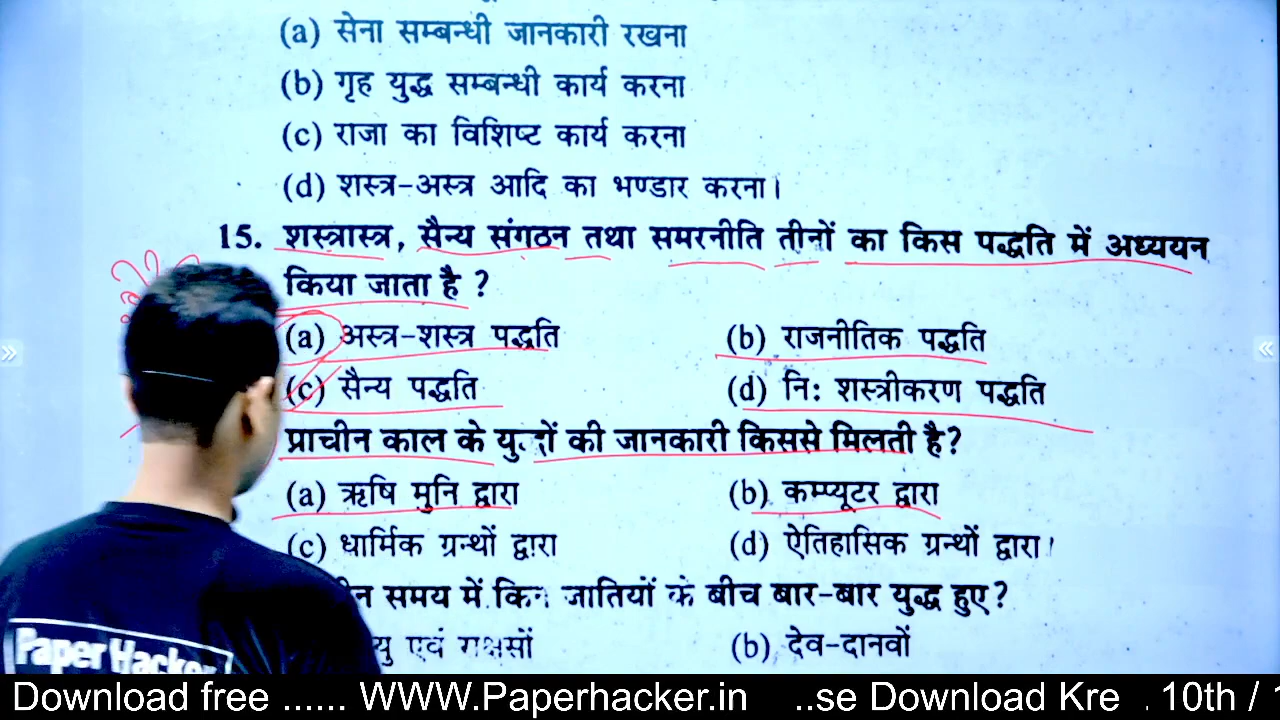 (a) सेना सम्बन्धी जानकारी रखना
(b) गृह युद्ध सम्बन्धी कार्य करना
(c) राजा का विशिष्ट कार्य करना
(d) शस्त्र-अस्त्र आदि का भण्डार करना।
15. शस्त्रास्त्र, सैन्य संगठन तथा समरनीति तीनों का किस पद्धति में अध्ययन
किया जाता है ?
(a) अस्त्र-शस्त्र पद्धति (b) राजनीतिक पद्धति
(c) सैन्य पद्धति (d) नि: शस्त्रीकरण पद्धति
प्राचीन काल के युद्धों की जानकारी किससे मिलती है?
(a) ऋषि मुनि द्वारा (b) कम्प्यूटर द्वारा
(c) धार्मिक ग्रन्थों द्वारा (d) ऐतिहासिक ग्रन्थों द्वारा।
समय में किन जातियों के बीच बार-बार युद्ध हुए?
एवं राक्षसों (b) देव-दानवों
Paper Hacker
Download free ...... WWW.Paperhacker.in ..se Download Kre . 10th /